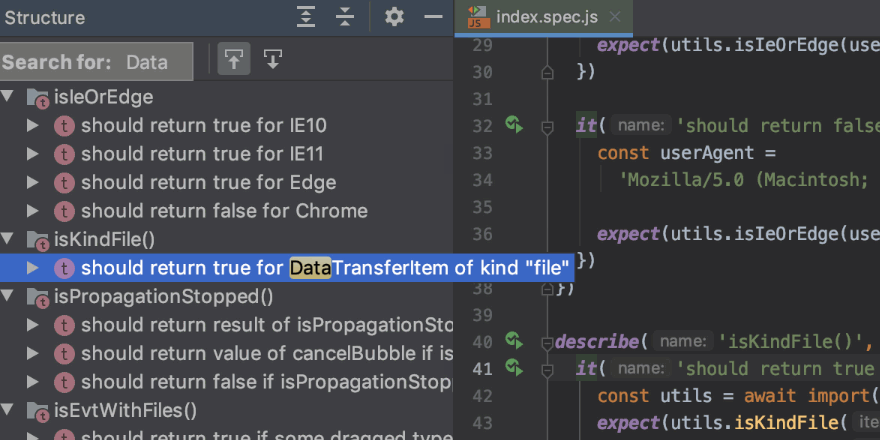 Structure
Search for: Data
isIeOrEdge
should return true for IE10
should return true for IE11
should return true for Edge
should return false for Chrome
isKindFile()
should return true for DataTransferItem of kind "file"
isPropagationStopped()
should return result of isPropagationSto
should return value of cancelBubble if is
should return false if isPropagationStopp
isEvtWithFiles()
should return true if some dragged type
index.spec.js
29 expect(utils.isIeOrEdge(use
30 })
31
32 it( name: 'should return false
33 const userAgent =
34 'Mozilla/5.0 (Macintosh;
35
36 expect(utils.isIeOrEdge(use
})
38 })
39
40 describe( name: 'isKindFile()',
41 it( name: 'should return true
42 const utils = await import(
43 expect(utils.isKindFile( ite